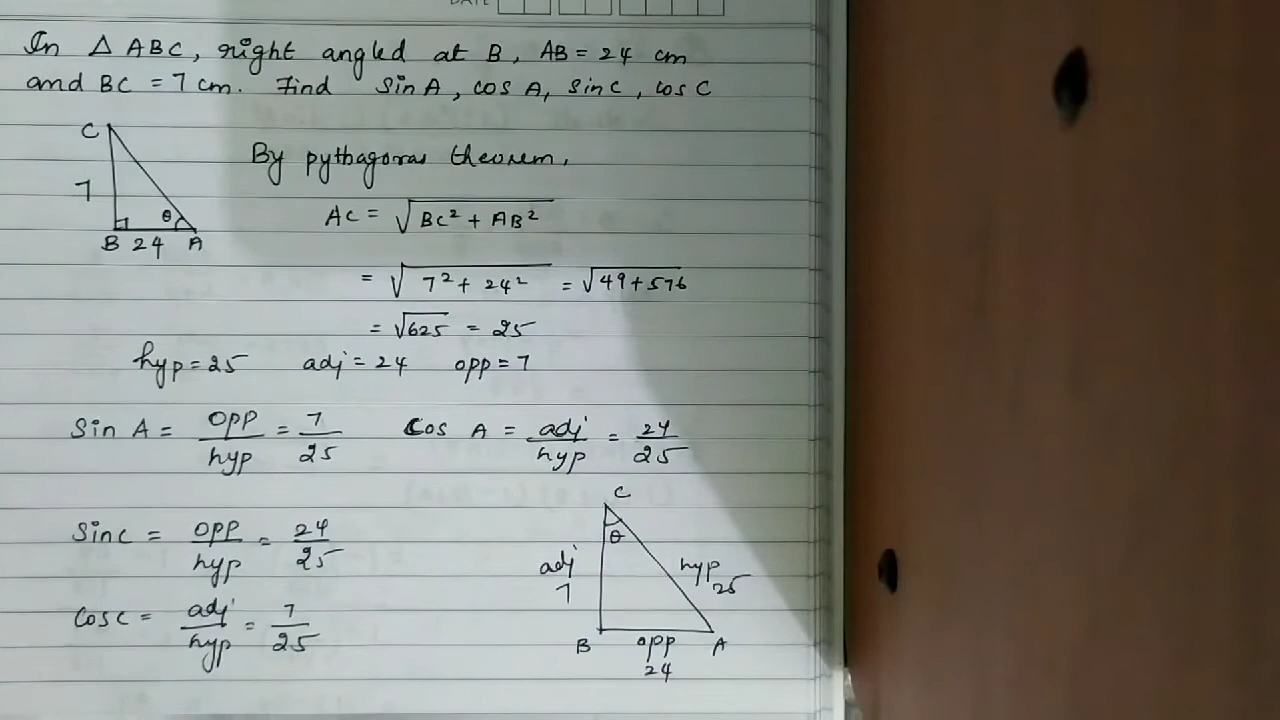 DATE
In △ ABC, right angled at B, AB = 24 cm
and BC = 7 cm. Find sin A, cos A, sin C, cos C
C
By pythagoras theorem,
7
θ
AC = √BC² + AB²
B 24 A
= √7² + 24² = √49 + 576
= √625 = 25
hyp = 25 adj = 24 opp = 7
Sin A = opp/hyp = 7/25 Cos A = adj/hyp = 24/25
C
Sin C = opp/hyp = 24/25
θ
adj
7
hyp
25
Cos C = adj/hyp = 7/25
B opp A
24